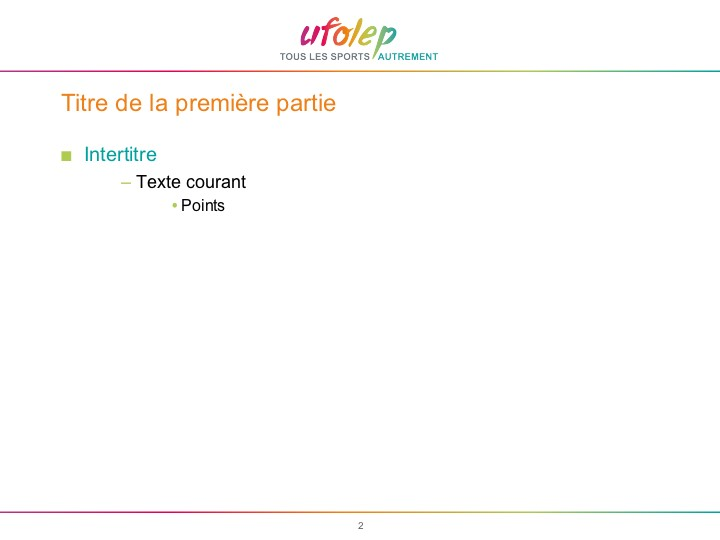 ufolep
TOUS LES SPORTS / AUTREMENT
Titre de la première partie
■ Intertitre
– Texte courant
• Points
2